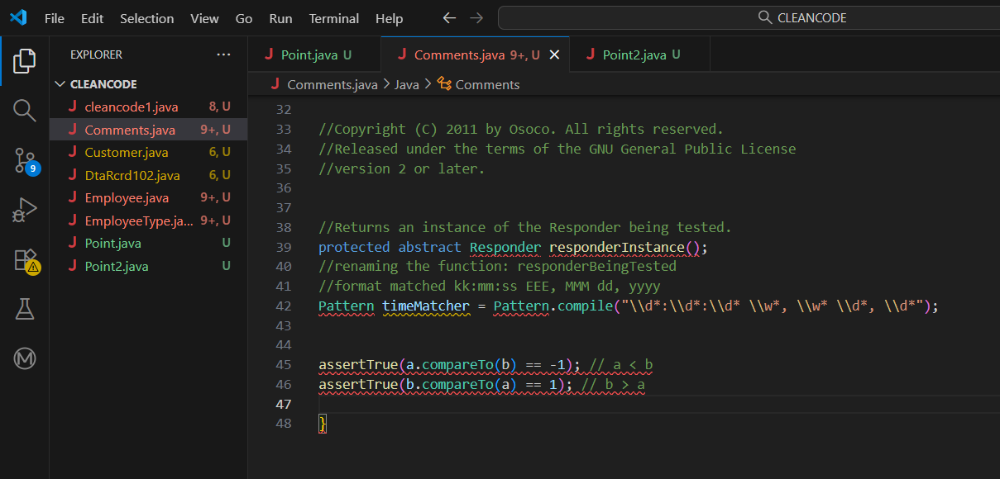 File Edit Selection View Go Run Terminal Help
CLEANCODE
EXPLORER
CLEANCODE
cleancode1.java 8, U
Comments.java 9+, U
Customer.java 6, U
DtaRcrd102.java 6, U
Employee.java 9+, U
EmployeeType.ja... 9+, U
Point.java U
Point2.java U
9
Point.java U
Comments.java 9+, U
Point2.java U
Comments.java > Java > Comments
32
33 //Copyright (C) 2011 by Osoco. All rights reserved.
34 //Released under the terms of the GNU General Public License
35 //version 2 or later.
36
37
38 //Returns an instance of the Responder being tested.
39 protected abstract Responder responderInstance();
40 //renaming the function: responderBeingTested
41 //format matched kk:mm:ss EEE, MMM dd, yyyy
42 Pattern timeMatcher = Pattern.compile("\\d*:\\d*:\\d* \\w*, \\w* \\d*, \\d*");
43
44
45 assertTrue(a.compareTo(b) == -1); // a < b
46 assertTrue(b.compareTo(a) == 1); // b > a
47
48 }